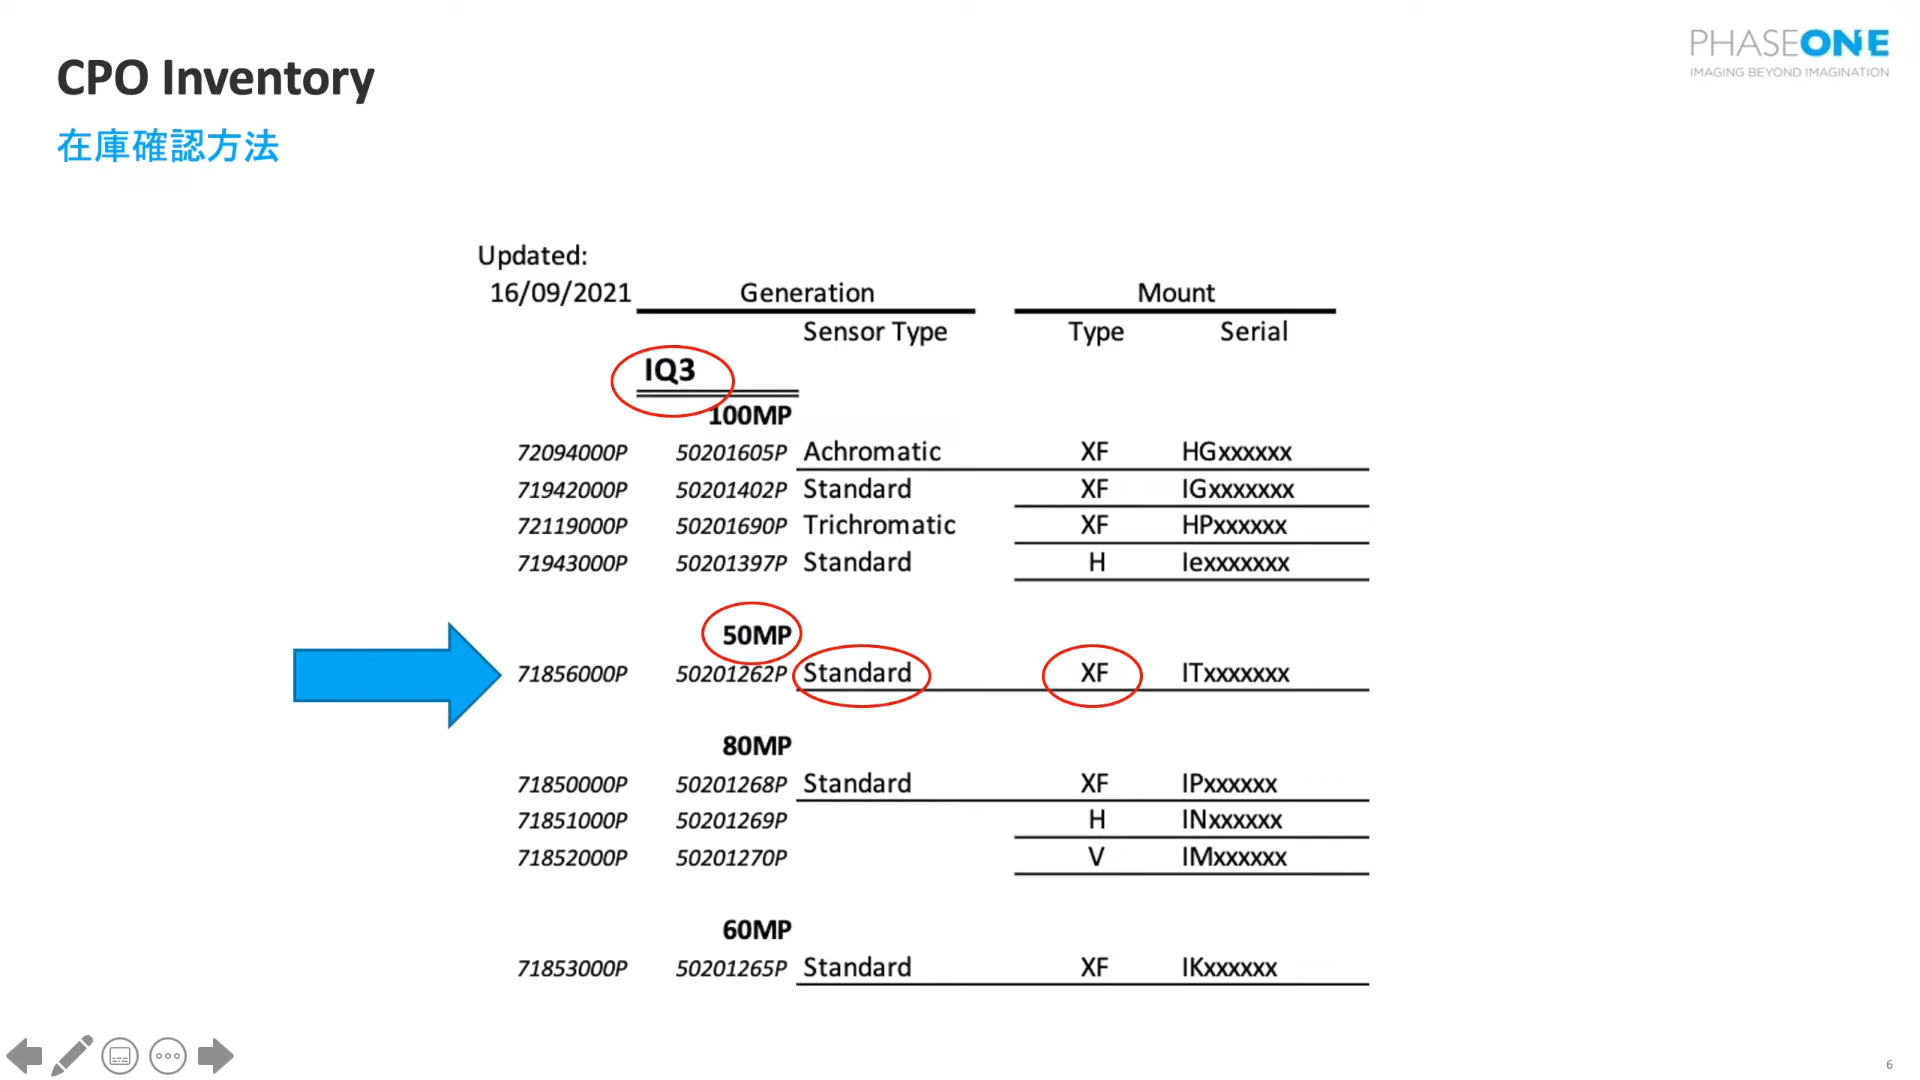 CPO Inventory
在庫確認方法
PHASEONE
IMAGING BEYOND IMAGINATION
Updated:
16/09/2021 Generation Mount
Sensor Type Type Serial
IQ3
100MP
72094000P 50201605P Achromatic XF HGxxxxxx
71942000P 50201402P Standard XF IGxxxxxxx
72119000P 50201690P Trichromatic XF HPxxxxxx
71943000P 50201397P Standard H Iexxxxxxx
50MP
71856000P 50201262P Standard XF ITxxxxxxx
80MP
71850000P 50201268P Standard XF IPxxxxxx
71851000P 50201269P H INxxxxxx
71852000P 50201270P V IMxxxxxx
60MP
71853000P 50201265P Standard XF IKxxxxxx
6